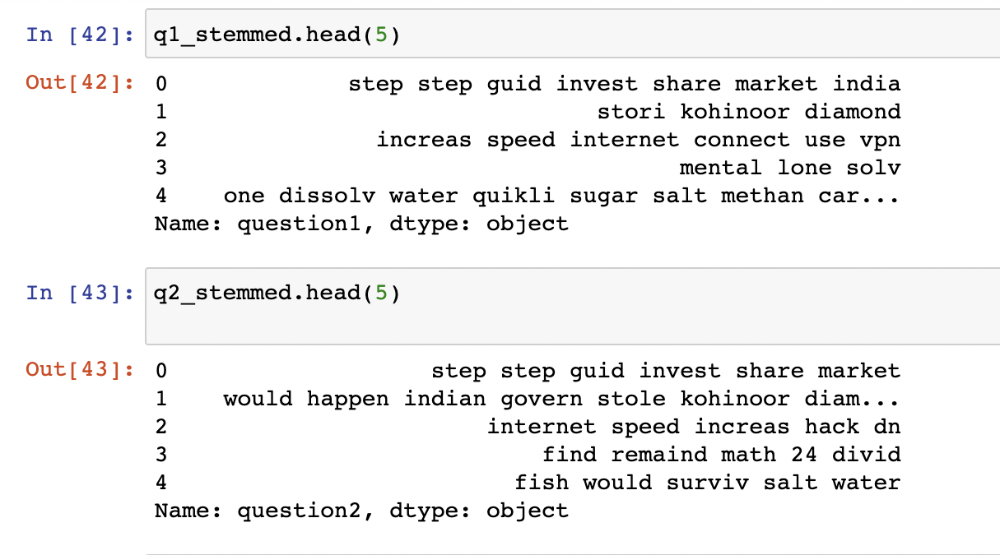 In [42]: q1_stemmed.head(5)
Out[42]: 0 step step guid invest share market india
1 stori kohinoor diamond
2 increas speed internet connect use vpn
3 mental lone solv
4 one dissolv water quikli sugar salt methan car...
Name: question1, dtype: object
In [43]: q2_stemmed.head(5)
Out[43]: 0 step step guid invest share market
1 would happen indian govern stole kohinoor diam...
2 internet speed increas hack dn
3 find remaind math 24 divid
4 fish would surviv salt water
Name: question2, dtype: object